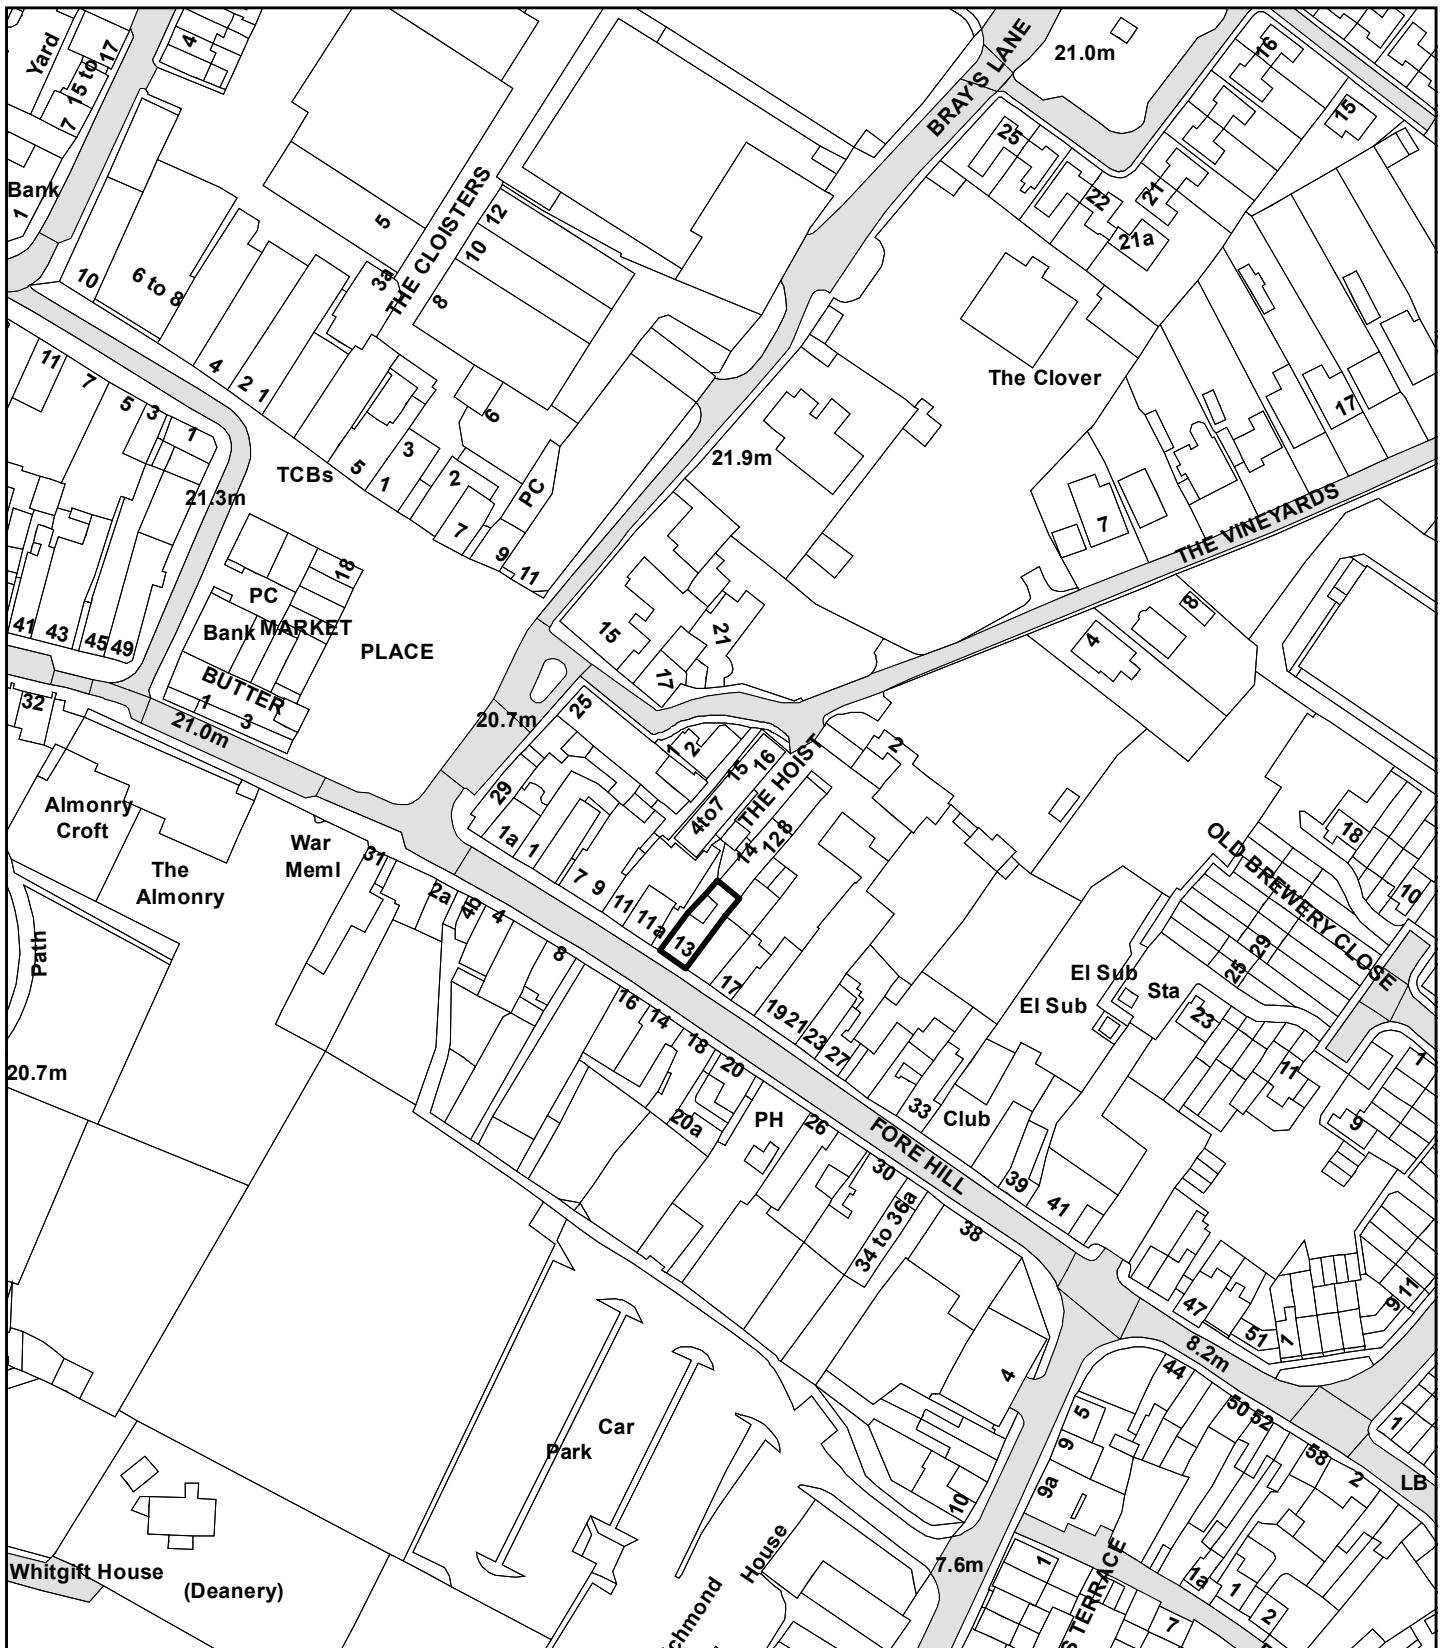 Yard
15 to 17
7
4
Bank
1
BRAY'S LANE
21.0m
16
15
25
22
21
21a
THE CLOISTERS
5
3a
12
10
8
6
10
6 to 8
4
2
1
The Clover
17
7
THE VINEYARDS
11
7
5
3
1
21.3m
TCBs
5
1
3
2
7
9
11
PC
21.9m
18
PC
Bank
MARKET
PLACE
BUTTER
1
3
41
43
45
49
32
21.0m
15
17
21
8
4
20.7m
25
29
1a
1
1
2
15
16
4to7
THE HOIST
14
12
8
2
7
9
11
11a
13
17
19
21
23
27
33
Club
39
41
Almonry
Croft
The
Almonry
War
Meml
31
2a
4b
4
8
16
14
18
20
20a
PH
26
30
34 to 36a
38
FORE HILL
OLD BREWERY CLOSE
18
10
29
25
23
11
9
1
El Sub
El Sub
Sta
Path
20.7m
47
51
1
9
11
8.2m
44
50
52
58
2
1
LB
4
10
5
9
9a
Car
Park
House
chmond
7.6m
1
S TERRACE
1a
1
2
7
Whitgift House
(Deanery)